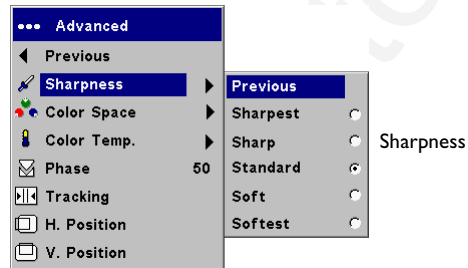 ••• Advanced
Previous
Sharpness
Color Space
Color Temp.
Phase 50
Tracking
H. Position
V. Position
Previous
Sharpest
Sharp
Standard
Soft
Softest
Sharpness